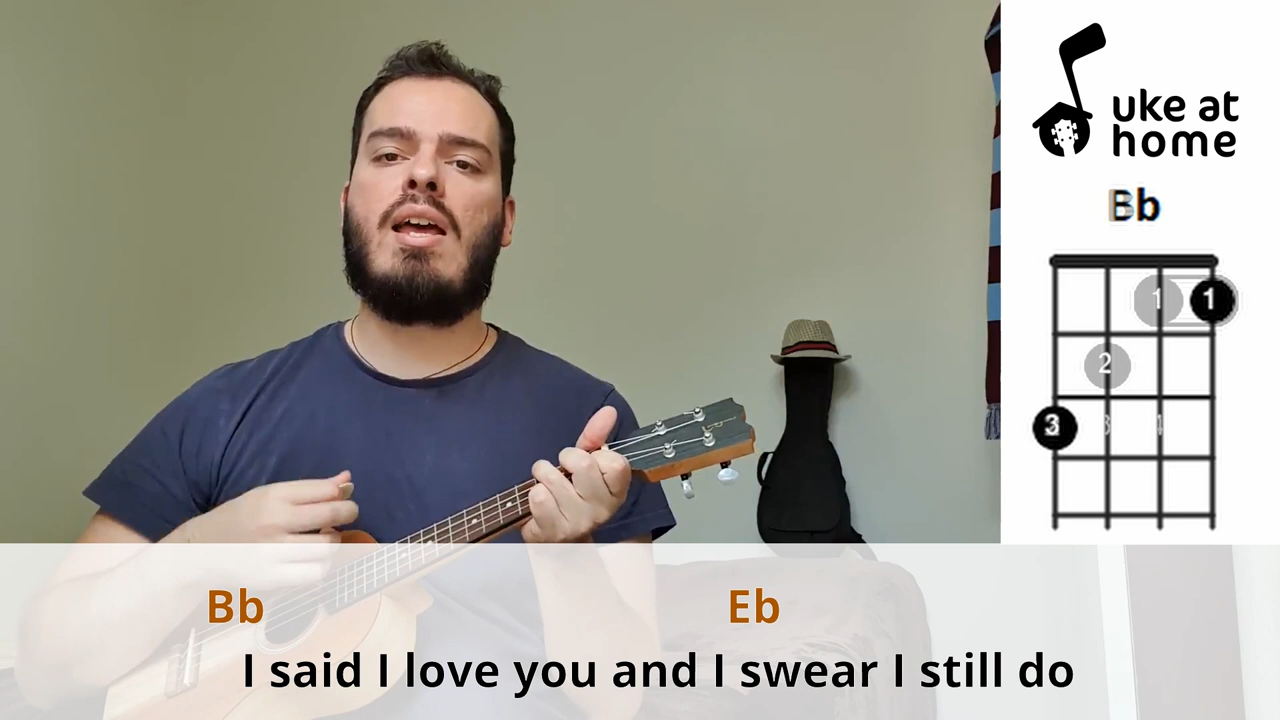 uke at
home
Bb
1 1
2
3
Bb Eb
I said I love you and I swear I still do